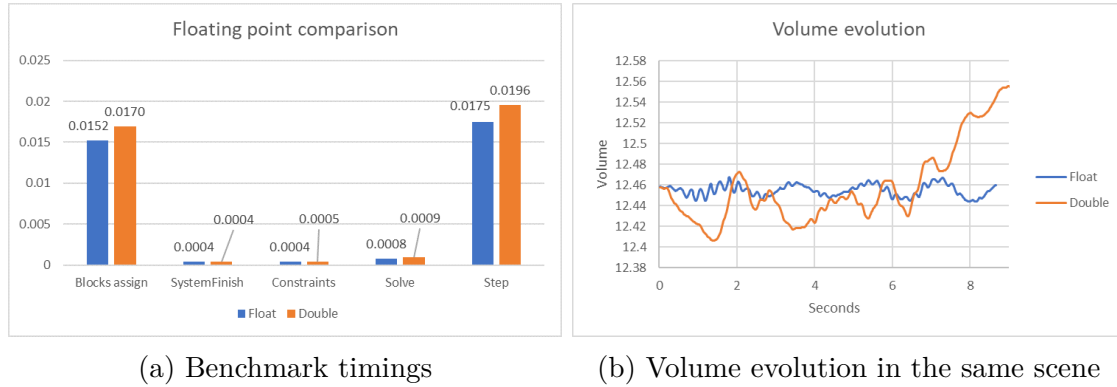 Floating point comparison
0.025
0.02
0.015
0.01
0.005
0
0.0152
0.0170
0.0004
0.0004
0.0004
0.0005
0.0008
0.0009
0.0175
0.0196
Blocks assign
SystemFinish
Constraints
Solve
Step
Float
Double
(a) Benchmark timings
Volume evolution
12.58
12.56
12.54
12.52
12.5
12.48
12.46
12.44
12.42
12.4
12.38
Volume
0
2
4
6
8
Seconds
Float
Double
(b) Volume evolution in the same scene